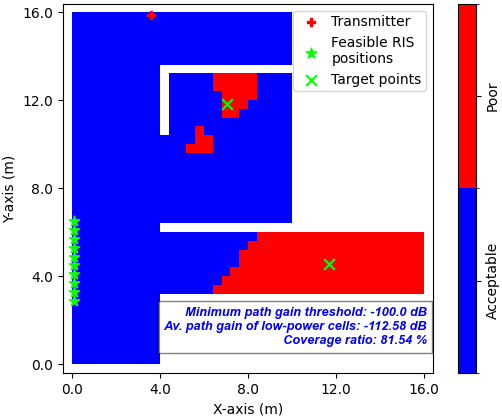 16.0
12.0
8.0
4.0
0.0
Y-axis (m)
0.0 4.0 8.0 12.0 16.0
X-axis (m)
Transmitter
Feasible RIS
positions
Target points
Minimum path gain threshold: -100.0 dB
Av. path gain of low-power cells: -112.58 dB
Coverage ratio: 81.54 %
Poor
Acceptable